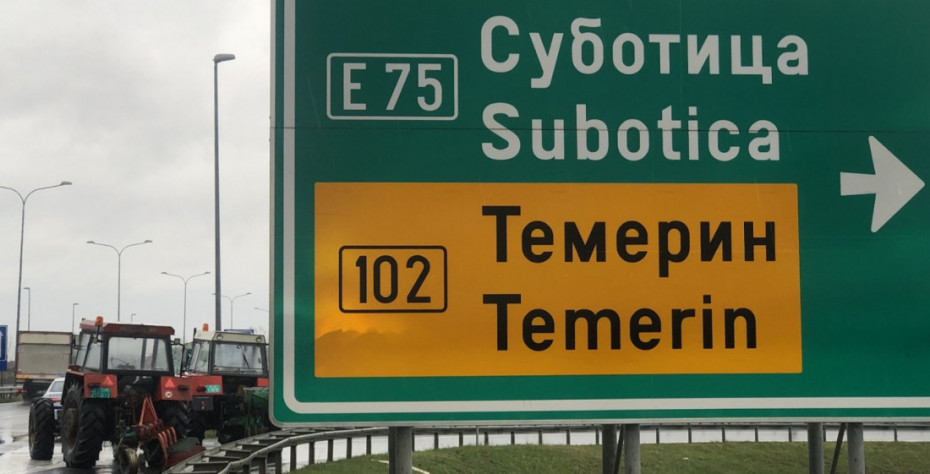 E 75
Суботица
Subotica
102
Темерин
Temerin